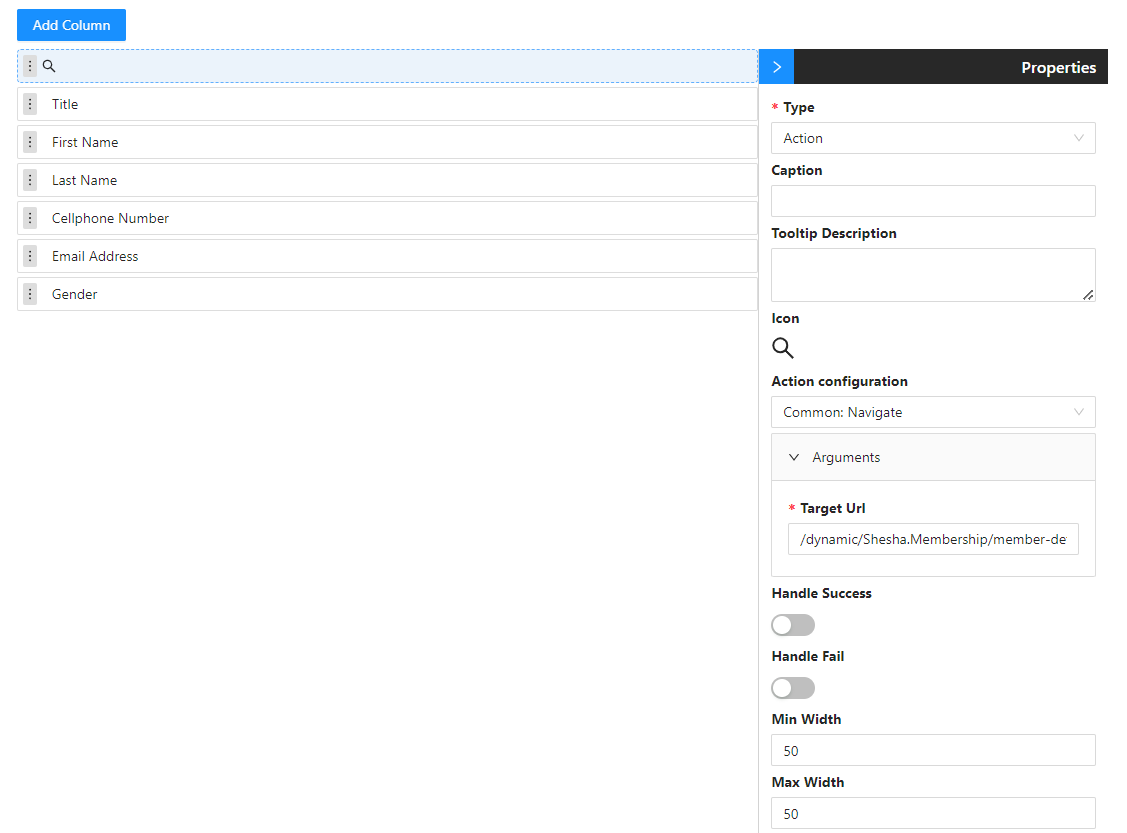 Add Column
Title
First Name
Last Name
Cellphone Number
Email Address
Gender
Properties
* Type
Action
Caption
Tooltip Description
Icon
Action configuration
Common: Navigate
Arguments
* Target Url
/dynamic/Shesha.Membership/member-de
Handle Success
Handle Fail
Min Width
50
Max Width
50